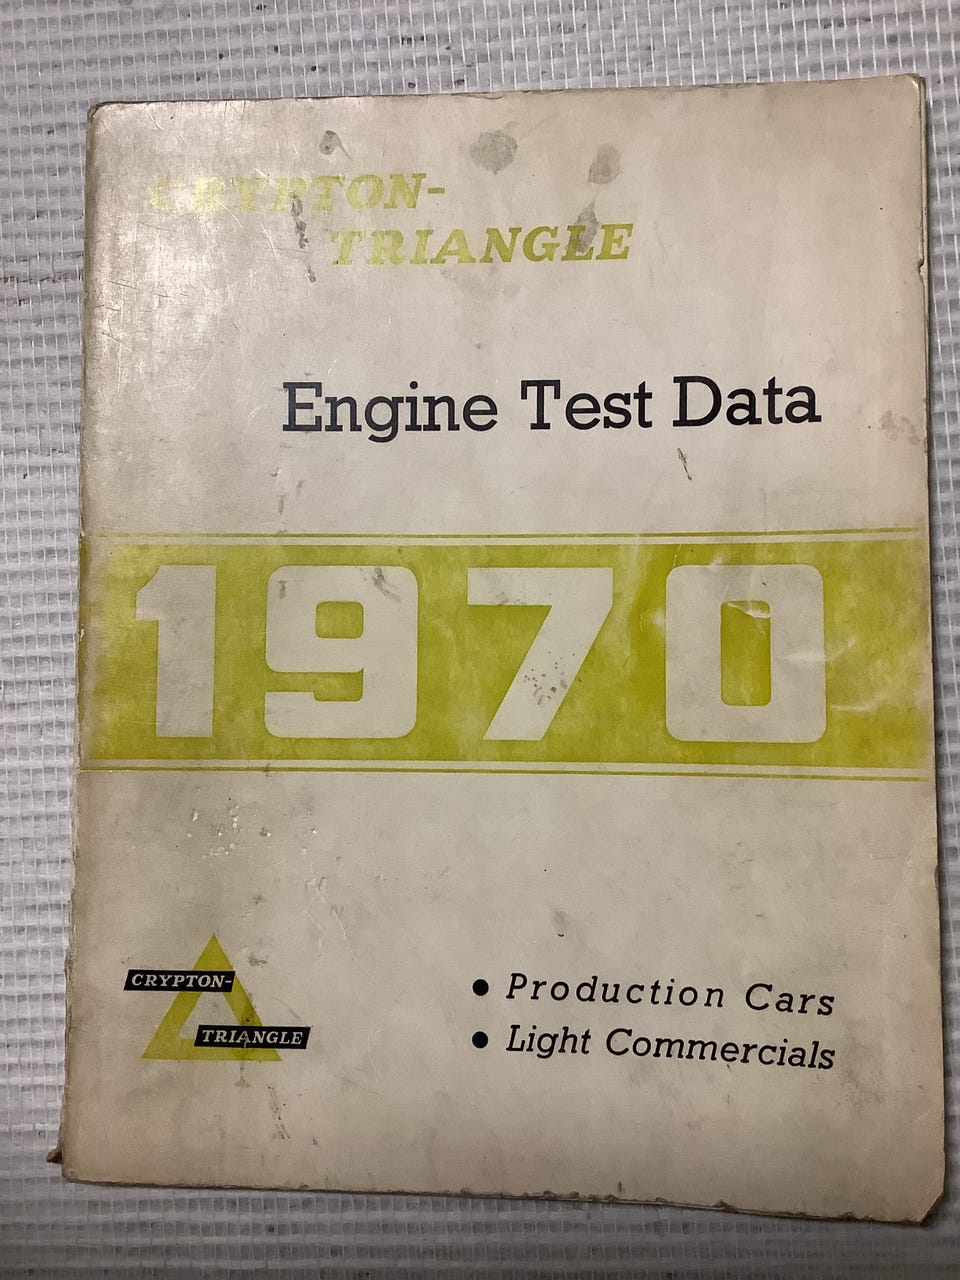 CRYPTON-
TRIANGLE
Engine Test Data
1970
CRYPTON-
TRIANGLE
● Production Cars
● Light Commercials